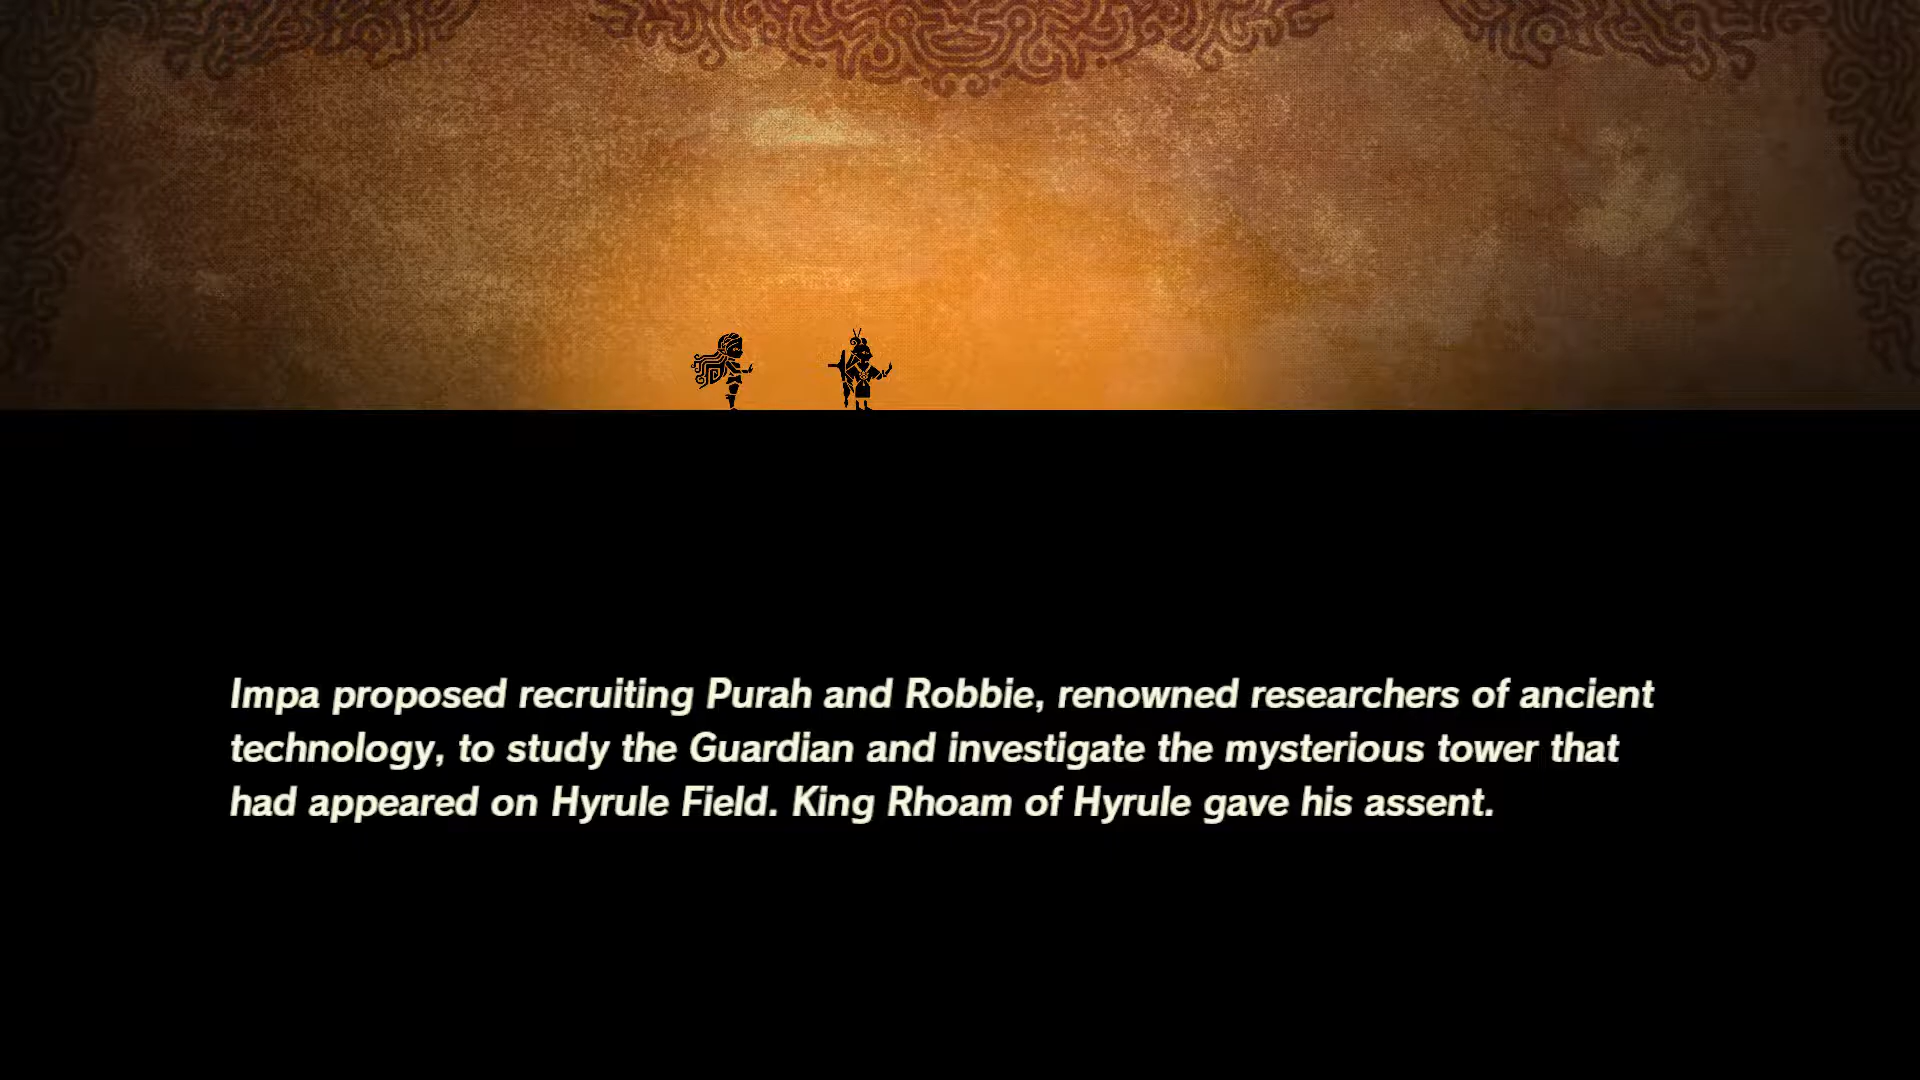 Impa proposed recruiting Purah and Robbie, renowned researchers of ancient
technology, to study the Guardian and investigate the mysterious tower that
had appeared on Hyrule Field. King Rhoam of Hyrule gave his assent.